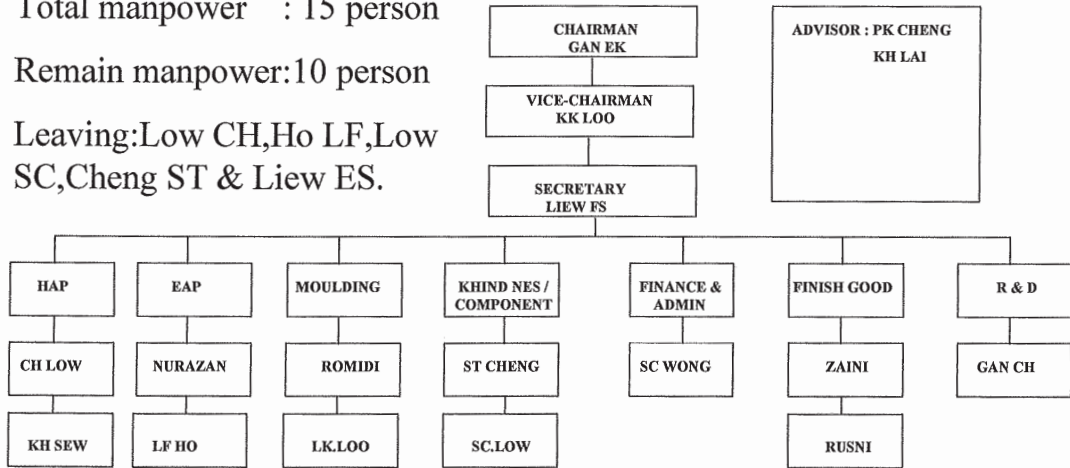 Total manpower : 15 person
Remain manpower:10 person
Leaving:Low CH,Ho LF,Low
SC,Cheng ST & Liew ES.
CHAIRMAN
GAN EK
ADVISOR : PK CHENG
KH LAI
VICE-CHAIRMAN
KK LOO
SECRETARY
LIEW FS
HAP
EAP
MOULDING
KHIND NES /
COMPONENT
FINANCE &
ADMIN
FINISH GOOD
R & D
CH LOW
NURAZAN
ROMIDI
ST CHENG
SC WONG
ZAINI
GAN CH
KH SEW
LF HO
LK.LOO
SC.LOW
RUSNI